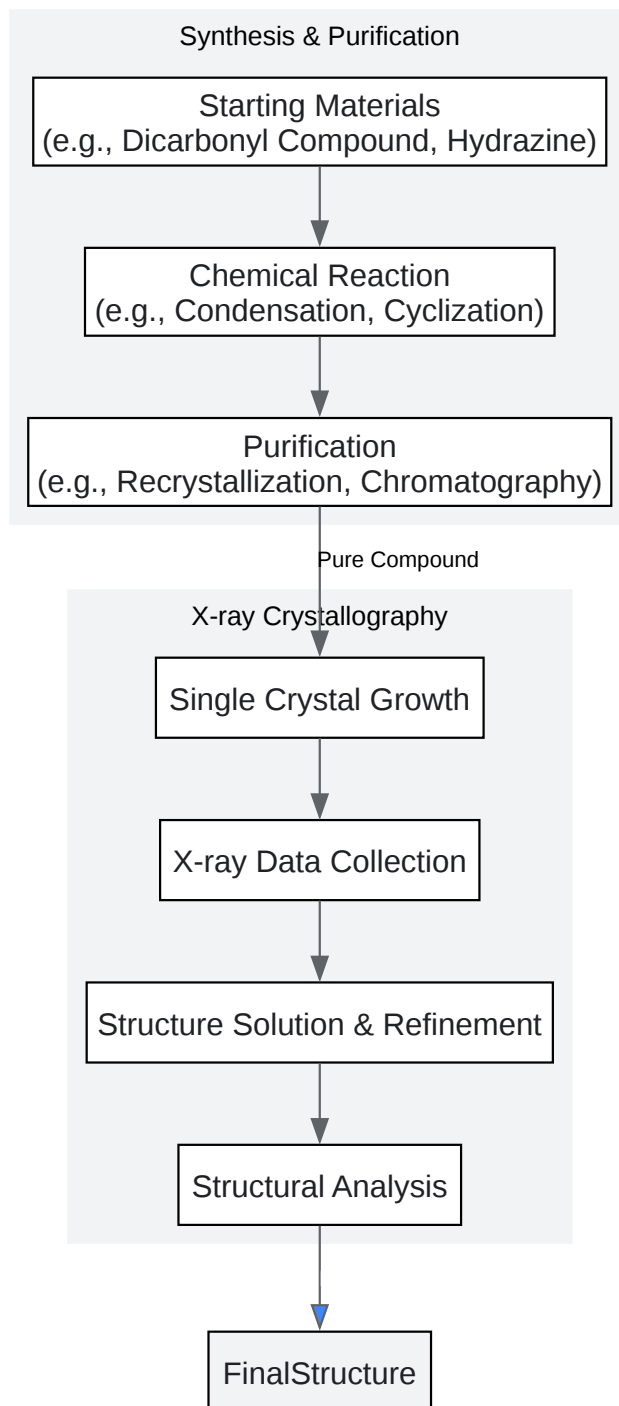 Synthesis & Purification
Starting Materials
(e.g., Dicarbonyl Compound, Hydrazine)
Chemical Reaction
(e.g., Condensation, Cyclization)
Purification
(e.g., Recrystallization, Chromatography)
Pure Compound
X-ray Crystallography
Single Crystal Growth
X-ray Data Collection
Structure Solution & Refinement
Structural Analysis
FinalStructure